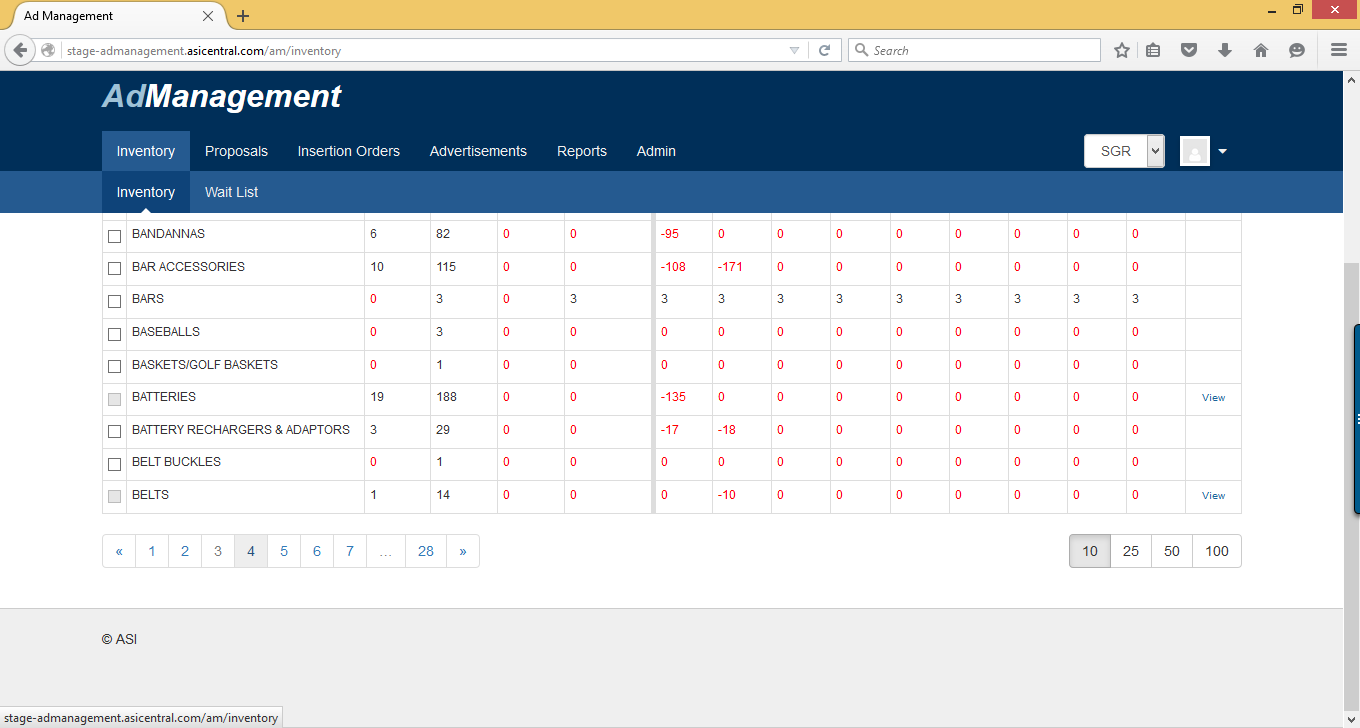 Ad Management
stage-admanagement.asicentral.com/am/inventory
Search
AdManagement
Inventory Proposals Insertion Orders Advertisements Reports Admin SGR
Inventory Wait List
BANDANNAS 6 82 0 0 -95 0 0 0 0 0 0 0 0
BAR ACCESSORIES 10 115 0 0 -108 -171 0 0 0 0 0 0 0
BARS 0 3 0 3 3 3 3 3 3 3 3 3 3
BASEBALLS 0 3 0 0 0 0 0 0 0 0 0 0 0
BASKETS/GOLF BASKETS 0 1 0 0 0 0 0 0 0 0 0 0 0
BATTERIES 19 188 0 0 -135 0 0 0 0 0 0 0 0 View
BATTERY RECHARGERS & ADAPTORS 3 29 0 0 -17 -18 0 0 0 0 0 0 0
BELT BUCKLES 0 1 0 0 0 0 0 0 0 0 0 0 0
BELTS 1 14 0 0 0 -10 0 0 0 0 0 0 0 View
« 1 2 3 4 5 6 7 ... 28 » 10 25 50 100
© ASI
stage-admanagement.asicentral.com/am/inventory